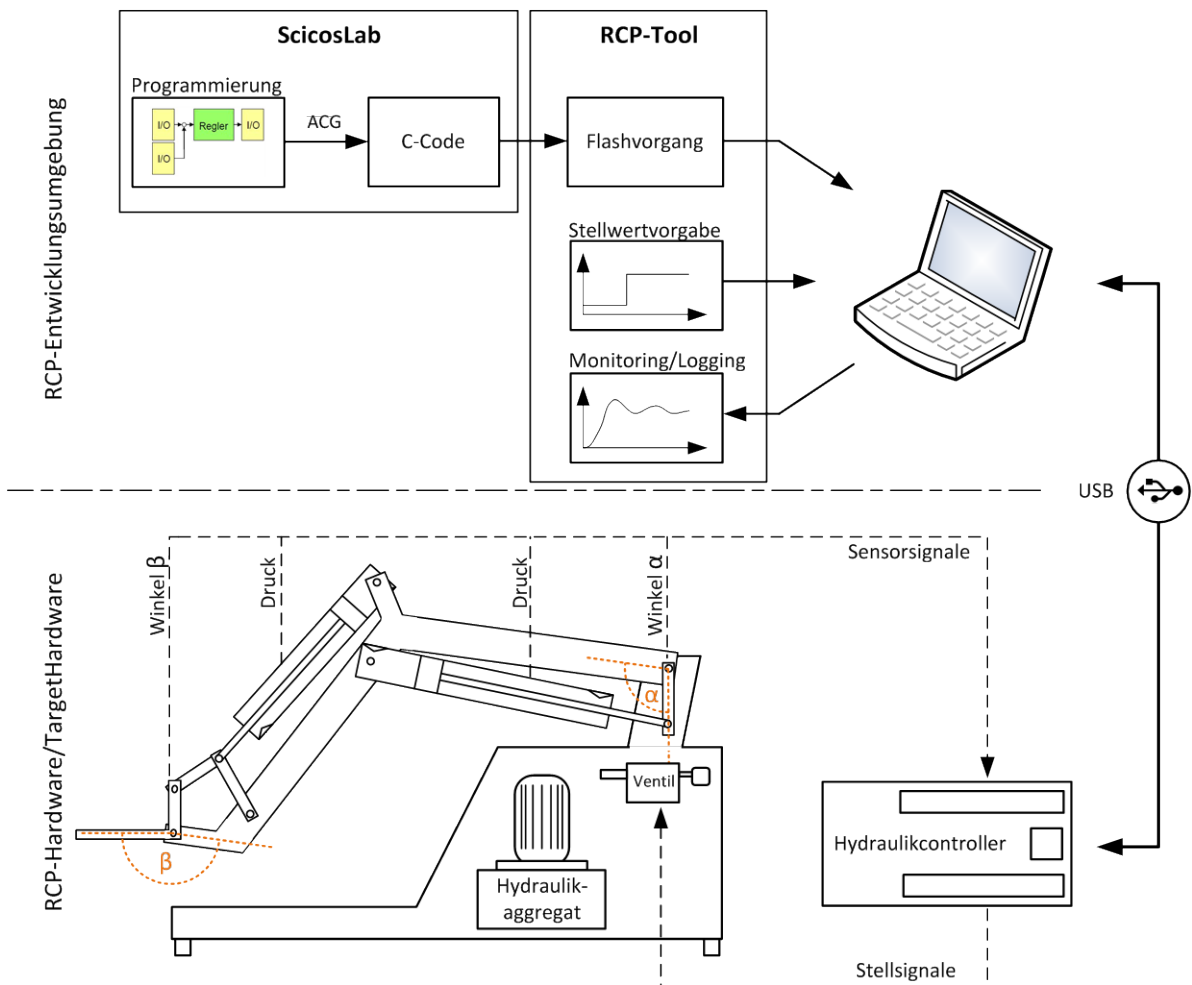 ScicosLab
RCP-Tool
RCP-Entwicklungsumgebung
Programmierung
I/O
Regler
I/O
I/O
ACG
C-Code
Flashvorgang
Stellwertvorgabe
Monitoring/Logging
USB
RCP-Hardware/TargetHardware
Winkel β
Druck
Druck
Winkel α
Sensorsignale
α
β
Ventil
Hydraulik-
aggregat
Hydraulikcontroller
Stellsignale